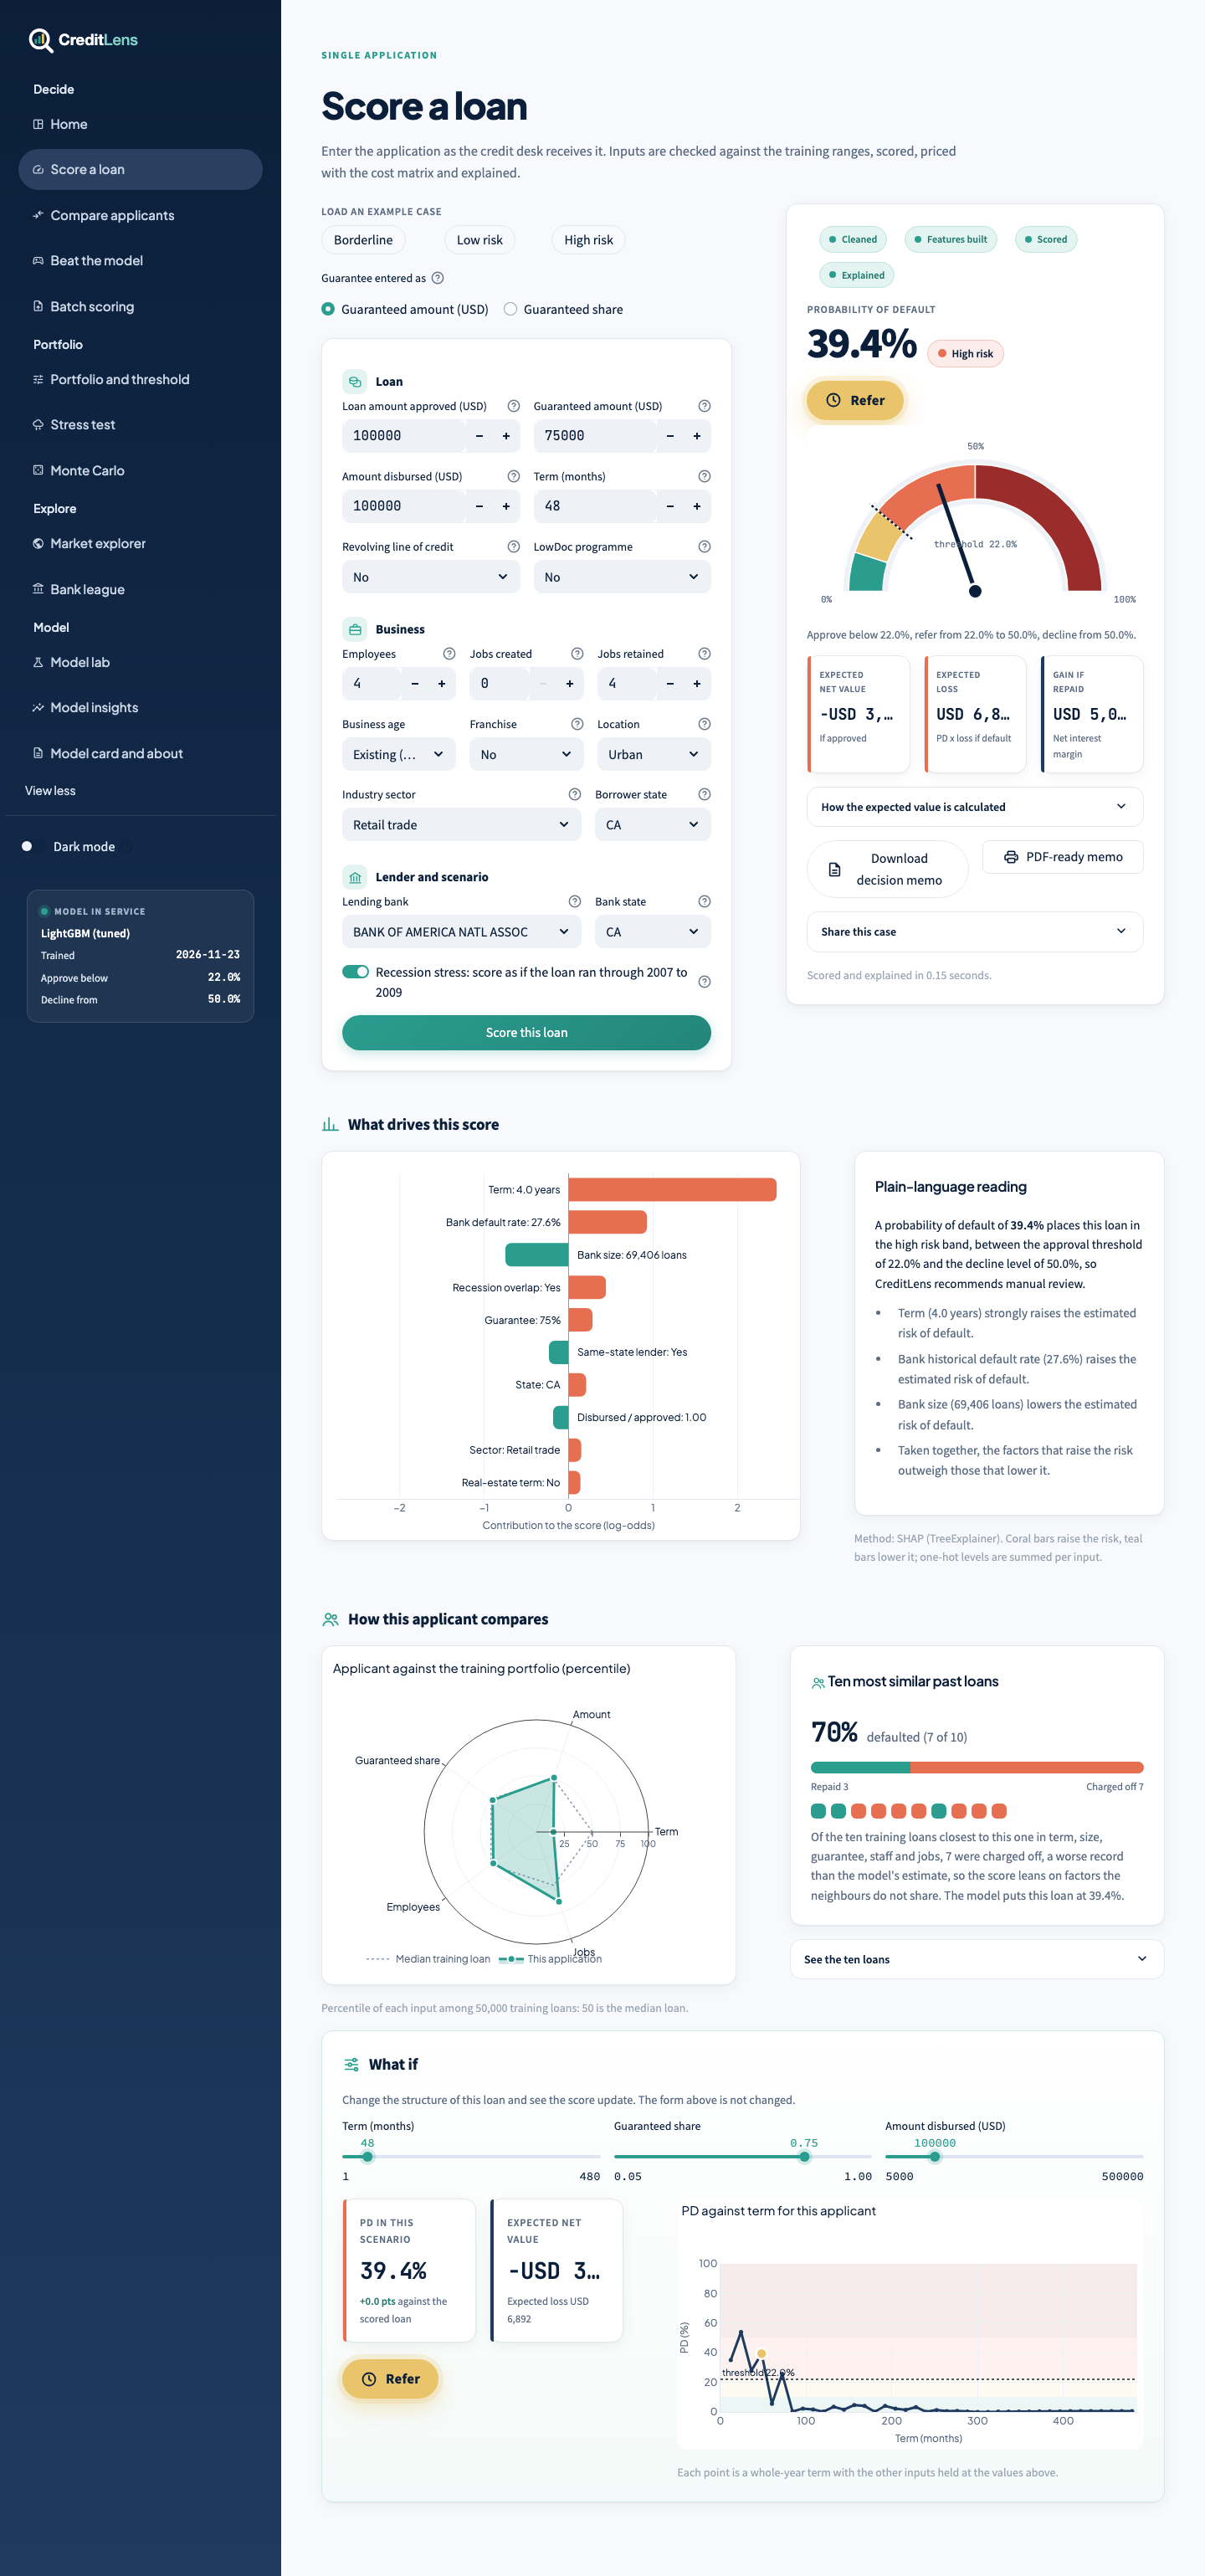 CreditLens
Decide
Home
Score a loan
Compare applicants
Beat the model
Batch scoring
Portfolio
Portfolio and threshold
Stress test
Monte Carlo
Explore
Market explorer
Bank league
Model
Model lab
Model insights
Model card and about
View less
Dark mode
MODEL IN SERVICE
LightGBM (tuned)
Trained 2026-11-23
Approve below 22.0%
Decline from 50.0%
SINGLE APPLICATION
Score a loan
Enter the application as the credit desk receives it. Inputs are checked against the training ranges, scored, priced
with the cost matrix and explained.
LOAD AN EXAMPLE CASE
Borderline Low risk High risk
Guarantee entered as
Guaranteed amount (USD) Guaranteed share
Loan
Loan amount approved (USD) Guaranteed amount (USD)
100000 − + 75000 − +
Amount disbursed (USD) Term (months)
100000 − + 48 − +
Revolving line of credit LowDoc programme
No No
Business
Employees Jobs created Jobs retained
4 − + 0 − + 4 − +
Business age Franchise Location
Existing (... No Urban
Industry sector Borrower state
Retail trade CA
Lender and scenario
Lending bank Bank state
BANK OF AMERICA NATL ASSOC CA
Recession stress: score as if the loan ran through 2007 to
2009
Score this loan
Cleaned Features built Scored
Explained
PROBABILITY OF DEFAULT
39.4% High risk
Refer
50%
threshold 22.0%
0% 100%
Approve below 22.0%, refer from 22.0% to 50.0%, decline from 50.0%.
EXPECTED
NET VALUE
-USD 3,…
If approved
EXPECTED
LOSS
USD 6,8…
PD x loss if default
GAIN IF
REPAID
USD 5,0…
Net interest
margin
How the expected value is calculated
Download
decision memo
PDF-ready memo
Share this case
Scored and explained in 0.15 seconds.
What drives this score
Term: 4.0 years
Bank default rate: 27.6%
Bank size: 69,406 loans
Recession overlap: Yes
Guarantee: 75%
Same-state lender: Yes
State: CA
Disbursed / approved: 1.00
Sector: Retail trade
Real-estate term: No
−2 −1 0 1 2
Contribution to the score (log-odds)
Plain-language reading
A probability of default of 39.4% places this loan in
the high risk band, between the approval threshold
of 22.0% and the decline level of 50.0%, so
CreditLens recommends manual review.
• Term (4.0 years) strongly raises the estimated
risk of default.
• Bank historical default rate (27.6%) raises the
estimated risk of default.
• Bank size (69,406 loans) lowers the estimated
risk of default.
• Taken together, the factors that raise the risk
outweigh those that lower it.
Method: SHAP (TreeExplainer). Coral bars raise the risk, teal
bars lower it; one-hot levels are summed per input.
How this applicant compares
Applicant against the training portfolio (percentile)
Amount
Guaranteed share
Term
25 50 75 100
Employees
Jobs
Median training loan This application
Percentile of each input among 50,000 training loans: 50 is the median loan.
Ten most similar past loans
70% defaulted (7 of 10)
Repaid 3 Charged off 7
Of the ten training loans closest to this one in term, size,
guarantee, staff and jobs, 7 were charged off, a worse record
than the model's estimate, so the score leans on factors the
neighbours do not share. The model puts this loan at 39.4%.
See the ten loans
What if
Change the structure of this loan and see the score update. The form above is not changed.
Term (months) Guaranteed share Amount disbursed (USD)
48 0.75 100000
1 480 0.05 1.00 5000 500000
PD IN THIS
SCENARIO
39.4%
+0.0 pts against the
scored loan
EXPECTED NET
VALUE
-USD 3…
Expected loss USD
6,892
Refer
PD against term for this applicant
100
80
60
40
20
0
PD (%)
threshold 22.0%
0 100 200 300 400
Term (months)
Each point is a whole-year term with the other inputs held at the values above.